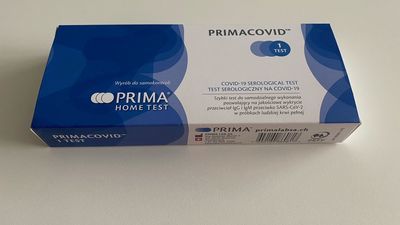 PRIMACOVID™
1
TEST
Wyrób do samokontroli
PRIMA®
HOME TEST
COVID-19 SEROLOGICAL TEST
TEST SEROLOGICZNY NA COVID-19
Szybki test do samodzielnego wykonania
pozwalający na jakościowe wykrycie
przeciwciał IgG i IgM przeciwko SARS-CoV-2
w próbkach ludzkiej krwi pełnej
PRIMACOVID™
1 TEST
PRIMA®
primalabsa.ch